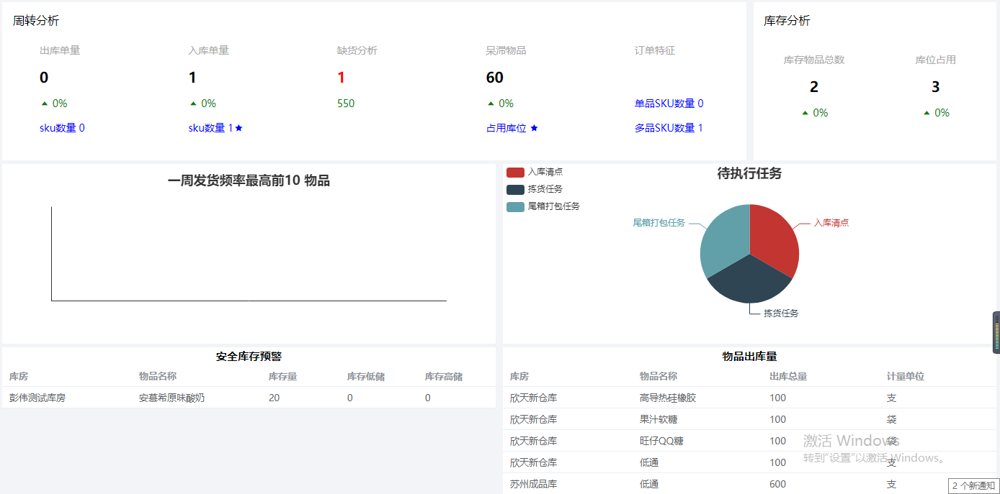 周转分析
出库单量 入库单量 缺货分析 呆滞物品 订单特征
0 1 1 60
0% 0% 550 0% 单品SKU数量 0
sku数量 0 sku数量 1★ 占用库位 ★ 多品SKU数量 1
库存分析
库存物品总数 库位占用
2 3
0% 0%
一周发货频率最高前10 物品
待执行任务
入库清点
拣货任务
尾箱打包任务
尾箱打包任务 入库清点
拣货任务
安全库存预警
库房 物品名称 库存量 库存低储 库存高储
彭伟测试库房 安慕希原味酸奶 20 0 0
物品出库量
库房 物品名称 出库总量 计量单位
欣天新仓库 高导热硅橡胶 100 支
欣天新仓库 果汁软糖 100 袋
欣天新仓库 旺仔QQ糖 100 袋
欣天新仓库 低通 100 支
苏州成品库 低通 600 支
激活 Windows
转到"设置"以激活 Windows。
2 个新通知